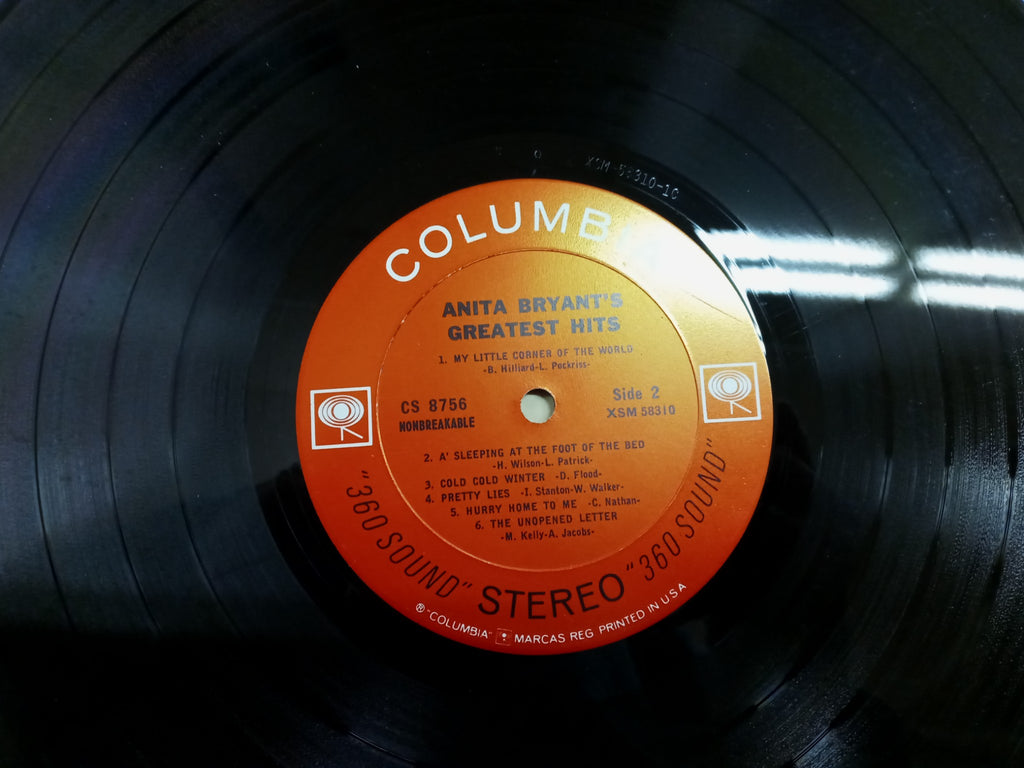 XSM-58310-1C
COLUMBIA
ANITA BRYANT'S
GREATEST HITS
1. MY LITTLE CORNER OF THE WORLD
-B. Hilliard-L. Pockriss-
CS 8756
NONBREAKABLE
Side 2
XSM 58310
2. A' SLEEPING AT THE FOOT OF THE BED
-H. Wilson-L. Patrick-
3. COLD COLD WINTER -D. Flood-
4. PRETTY LIES -I. Stanton-W. Walker-
5. HURRY HOME TO ME -C. Nathan-
6. THE UNOPENED LETTER
-M. Kelly-A. Jacobs-
"360 SOUND" STEREO "360 SOUND"
® "COLUMBIA" MARCAS REG PRINTED IN U S A